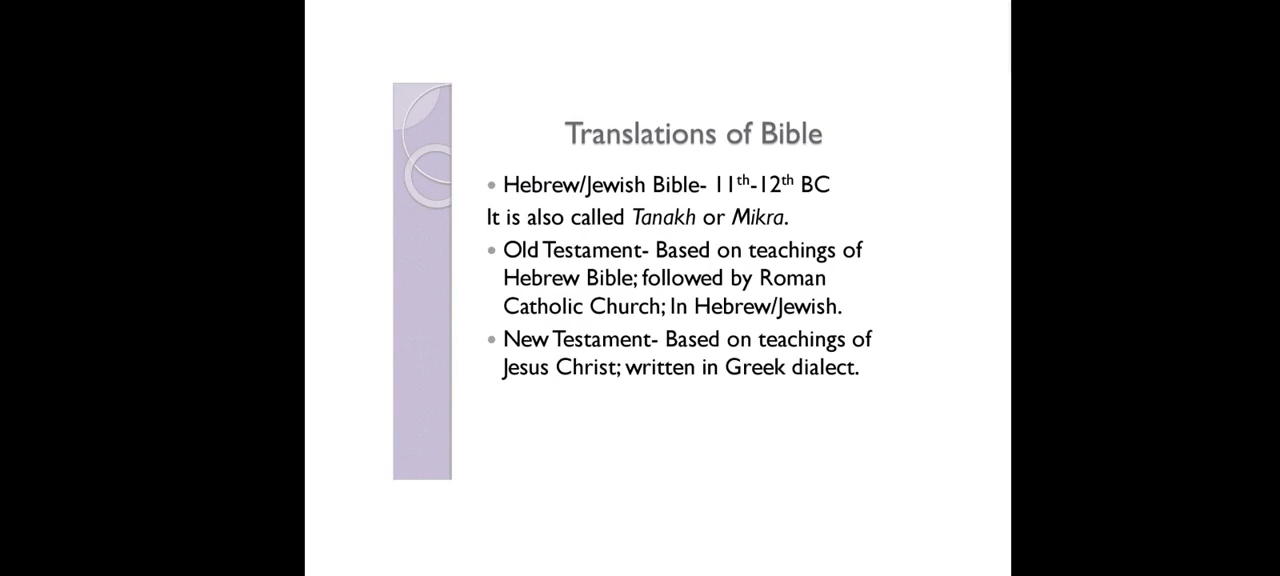 Translations of Bible
• Hebrew/Jewish Bible- 11th-12th BC
It is also called Tanakh or Mikra.
• Old Testament- Based on teachings of
Hebrew Bible; followed by Roman
Catholic Church; In Hebrew/Jewish.
• New Testament- Based on teachings of
Jesus Christ; written in Greek dialect.